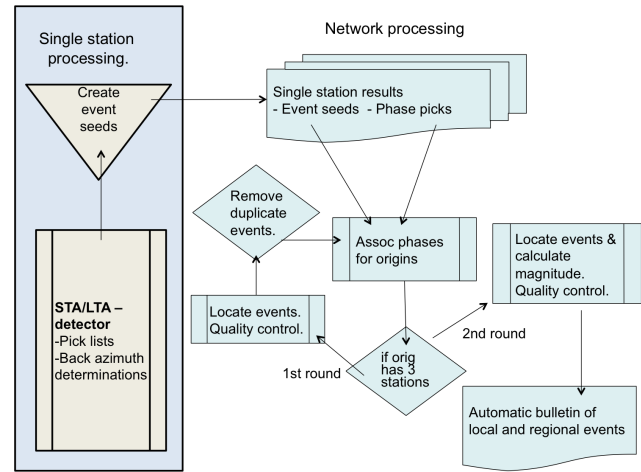 Single station
processing.
Create
event
seeds
STA/LTA –
detector
-Pick lists
-Back azimuth
determinations
Network processing
Single station results
- Event seeds - Phase picks
Remove
duplicate
events.
Assoc phases
for origins
Locate events &
calculate
magnitude.
Quality control.
Locate events.
Quality control.
1st round
if orig
has 3
stations
2nd round
Automatic bulletin of
local and regional events